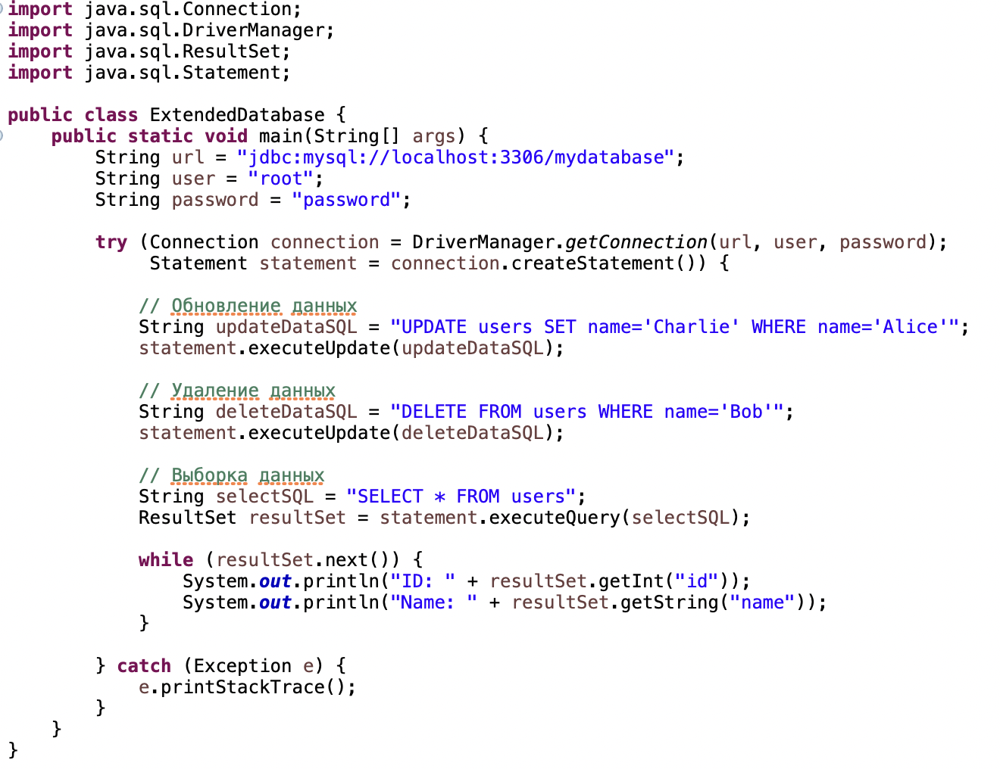 import java.sql.Connection;
import java.sql.DriverManager;
import java.sql.ResultSet;
import java.sql.Statement;

public class ExtendedDatabase {
    public static void main(String[] args) {
        String url = "jdbc:mysql://localhost:3306/mydatabase";
        String user = "root";
        String password = "password";

        try (Connection connection = DriverManager.getConnection(url, user, password);
             Statement statement = connection.createStatement()) {

            // Обновление данных
            String updateDataSQL = "UPDATE users SET name='Charlie' WHERE name='Alice'";
            statement.executeUpdate(updateDataSQL);

            // Удаление данных
            String deleteDataSQL = "DELETE FROM users WHERE name='Bob'";
            statement.executeUpdate(deleteDataSQL);

            // Выборка данных
            String selectSQL = "SELECT * FROM users";
            ResultSet resultSet = statement.executeQuery(selectSQL);

            while (resultSet.next()) {
                System.out.println("ID: " + resultSet.getInt("id"));
                System.out.println("Name: " + resultSet.getString("name"));
            }

        } catch (Exception e) {
            e.printStackTrace();
        }
    }
}